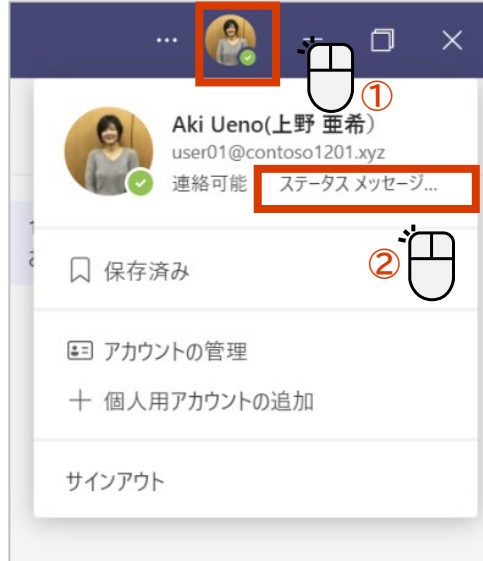 ...
①
Aki Ueno(上野 亜希)
user01@contoso1201.xyz
連絡可能 ステータス メッセージ...
②
保存済み
アカウントの管理
個人用アカウントの追加
サインアウト